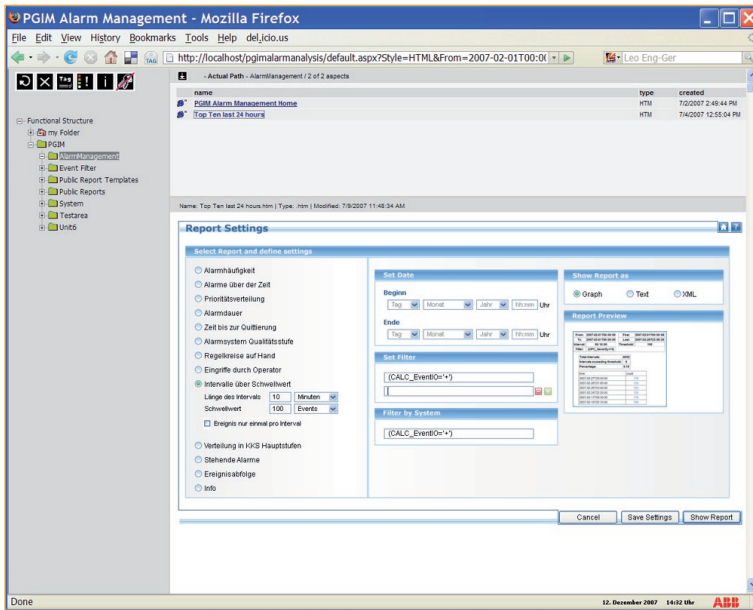 PGIM Alarm Management - Mozilla Firefox
File Edit View History Bookmarks Tools Help del.icio.us
http://localhost/pgimalarmanalysis/default.aspx?Style=HTML&From=2007-02-01T00:0(
Leo Eng-Ger
- Actual Path - AlarmManagement / 2 of 2 aspects
name type created
PGIM Alarm Management Home HTM 7/2/2007 2:49:44 PM
Top Ten last 24 hours HTM 7/4/2007 12:55:04 PM
Functional Structure
my Folder
PGIM
AlarmManagement
Event Filter
Public Report Templates
Public Reports
System
Testarea
Unit6
Name: Top Ten last 24 hours.htm | Type: .htm | Modified: 7/9/2007 11:48:34 AM
Report Settings
Select Report and define settings
Alarmhäufigkeit
Alarme über der Zeit
Prioritätsverteilung
Alarmdauer
Zeit bis zur Quittierung
Alarmsystem Qualitätsstufe
Regelkreise auf Hand
Eingriffe durch Operator
Intervalle über Schwellwert
Länge des Intervals 10 Minuten
Schwellwert 100 Events
Ereignis nur einmal pro Interval
Verteilung in KKS Hauptstufen
Stehende Alarme
Ereignisabfolge
Info
Set Date
Beginn
Tag Monat Jahr hh:mm Uhr
Ende
Tag Monat Jahr hh:mm Uhr
Set Filter
(CALC_EventIO='+')
Filter by System
(CALC_EventIO='+')
Show Report as
Graph Text XML
Report Preview
Cancel Save Settings Show Report
Done
12. Dezember 2007 14:32 Uhr ABB